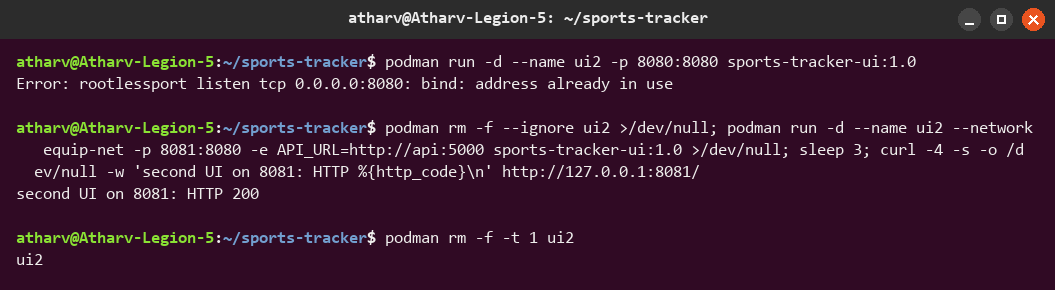 atharv@Atharv-Legion-5: ~/sports-tracker
atharv@Atharv-Legion-5:~/sports-tracker$ podman run -d --name ui2 -p 8080:8080 sports-tracker-ui:1.0
Error: rootlessport listen tcp 0.0.0.0:8080: bind: address already in use
atharv@Atharv-Legion-5:~/sports-tracker$ podman rm -f --ignore ui2 >/dev/null; podman run -d --name ui2 --network
equip-net -p 8081:8080 -e API_URL=http://api:5000 sports-tracker-ui:1.0 >/dev/null; sleep 3; curl -4 -s -o /d
ev/null -w 'second UI on 8081: HTTP %{http_code}\n' http://127.0.0.1:8081/
second UI on 8081: HTTP 200
atharv@Atharv-Legion-5:~/sports-tracker$ podman rm -f -t 1 ui2
ui2